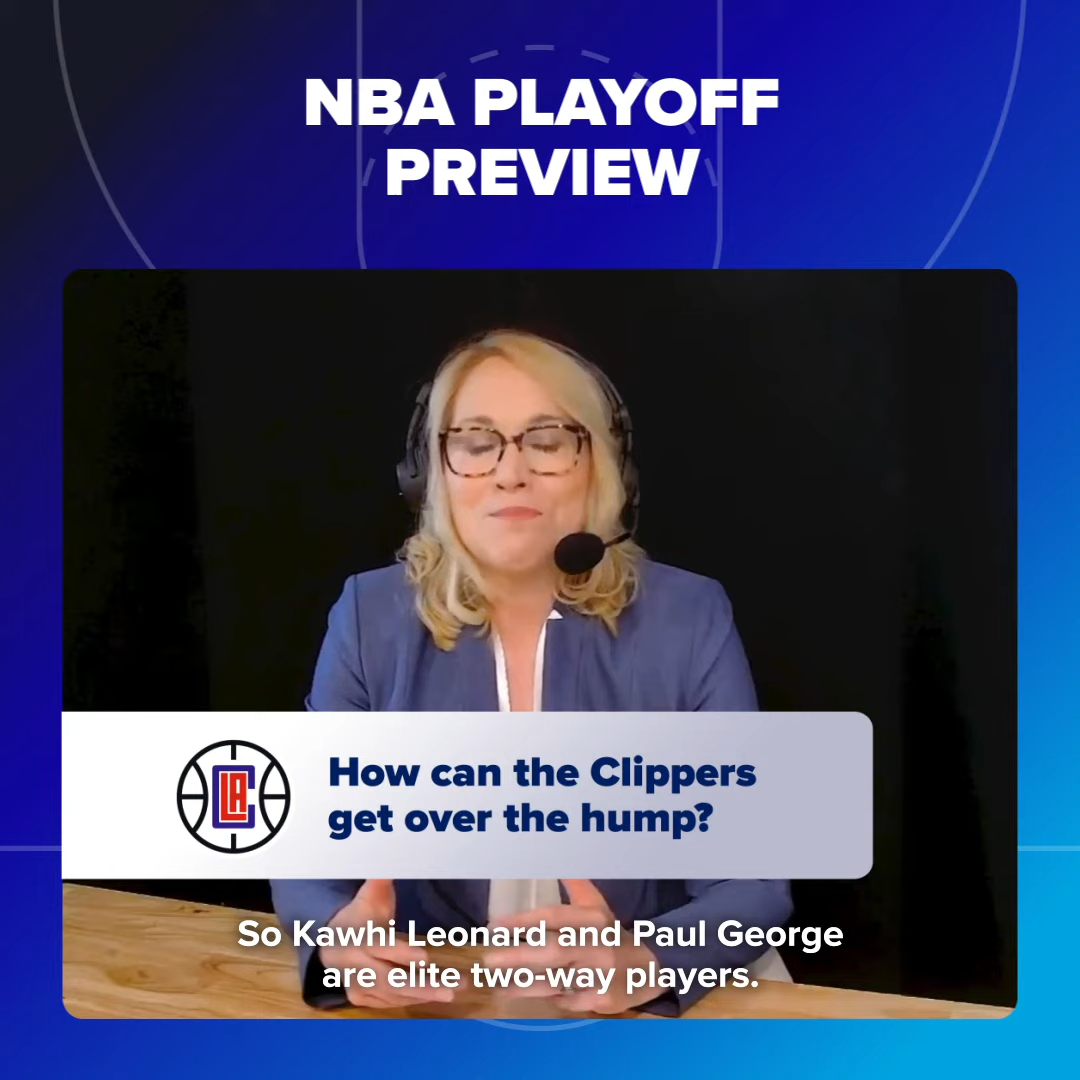 NBA PLAYOFF
PREVIEW
LA
How can the Clippers
get over the hump?
So Kawhi Leonard and Paul George
are elite two-way players.